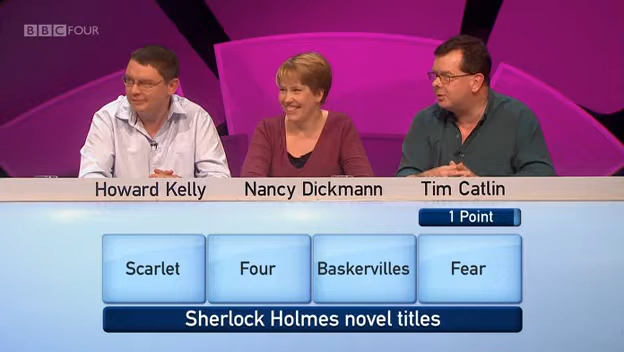 BBC FOUR
Howard Kelly Nancy Dickmann Tim Catlin
1 Point
Scarlet Four Baskervilles Fear
Sherlock Holmes novel titles